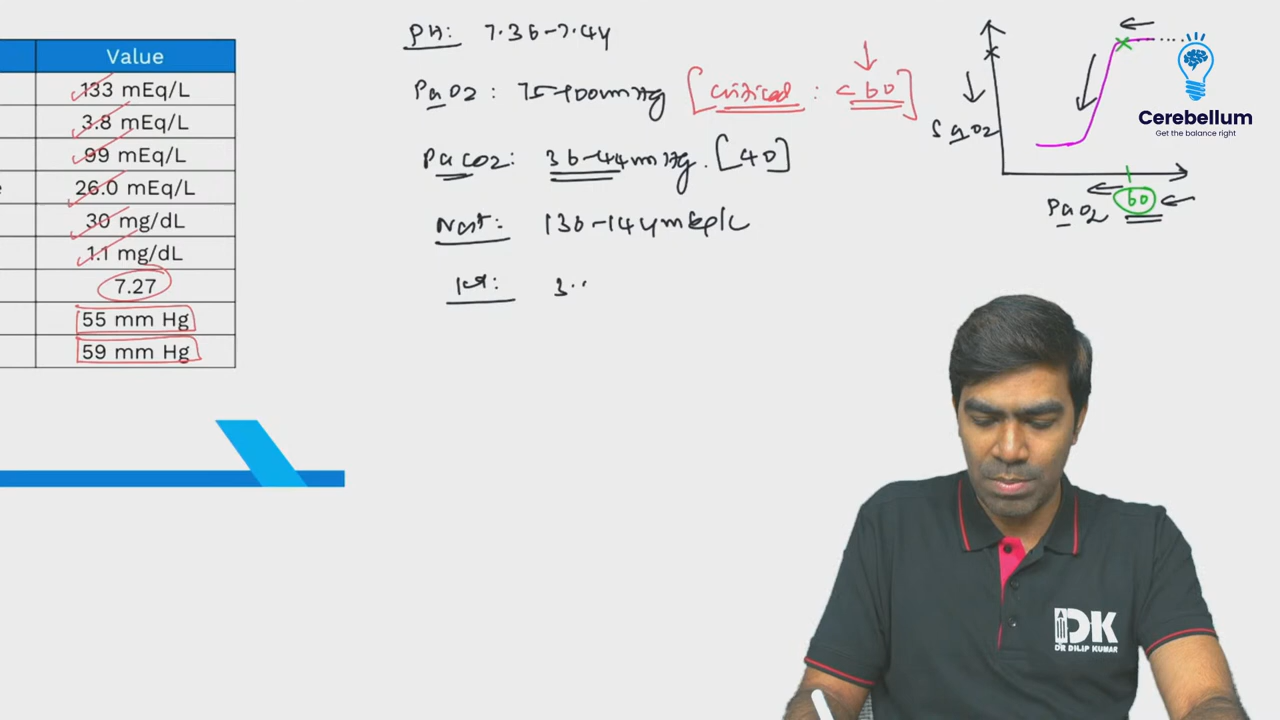 Value
133 mEq/L
3.8 mEq/L
99 mEq/L
e 26.0 mEq/L
30 mg/dL
1.1 mg/dL
7.27
55 mm Hg
59 mm Hg
PH: 7.36-7.44
PaO2: 75-100mmHg [critical: <60]
PaCO2: 36-44mmHg. [40]
Na+: 136-144mEq/L
K+: 3..
SaO2
PaO2 60
Cerebellum
Get the balance right
DK
DR DILIP KUMAR